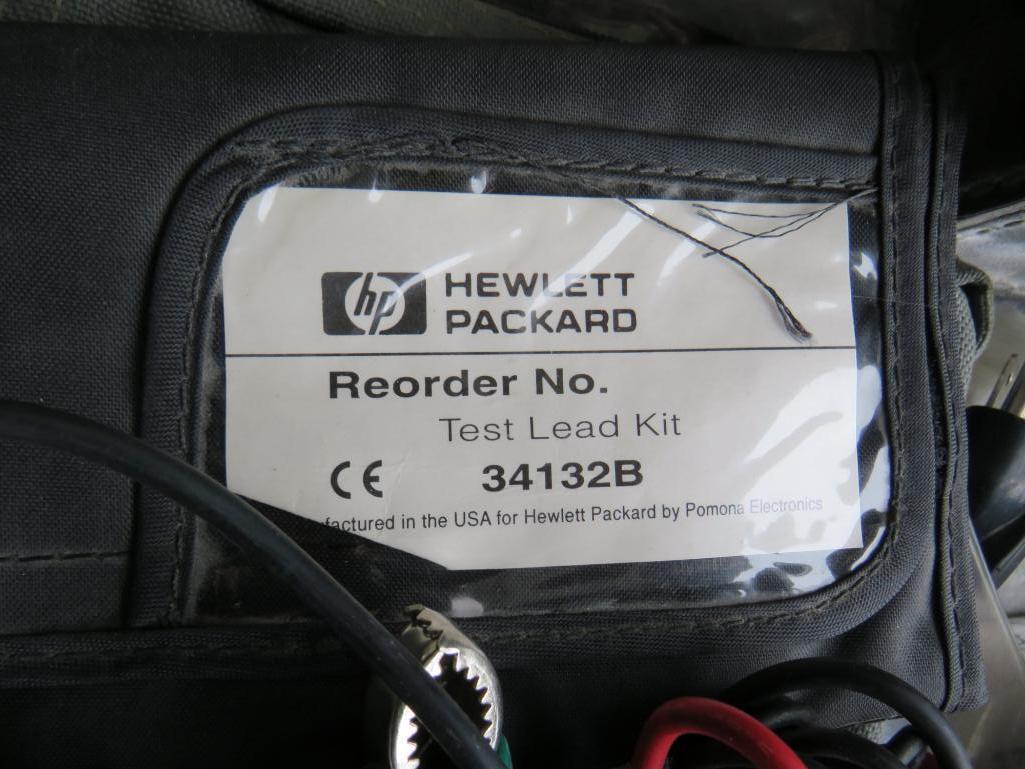 hp HEWLETT
PACKARD
Reorder No.
Test Lead Kit
CE 34132B
factured in the USA for Hewlett Packard by Pomona Electronics